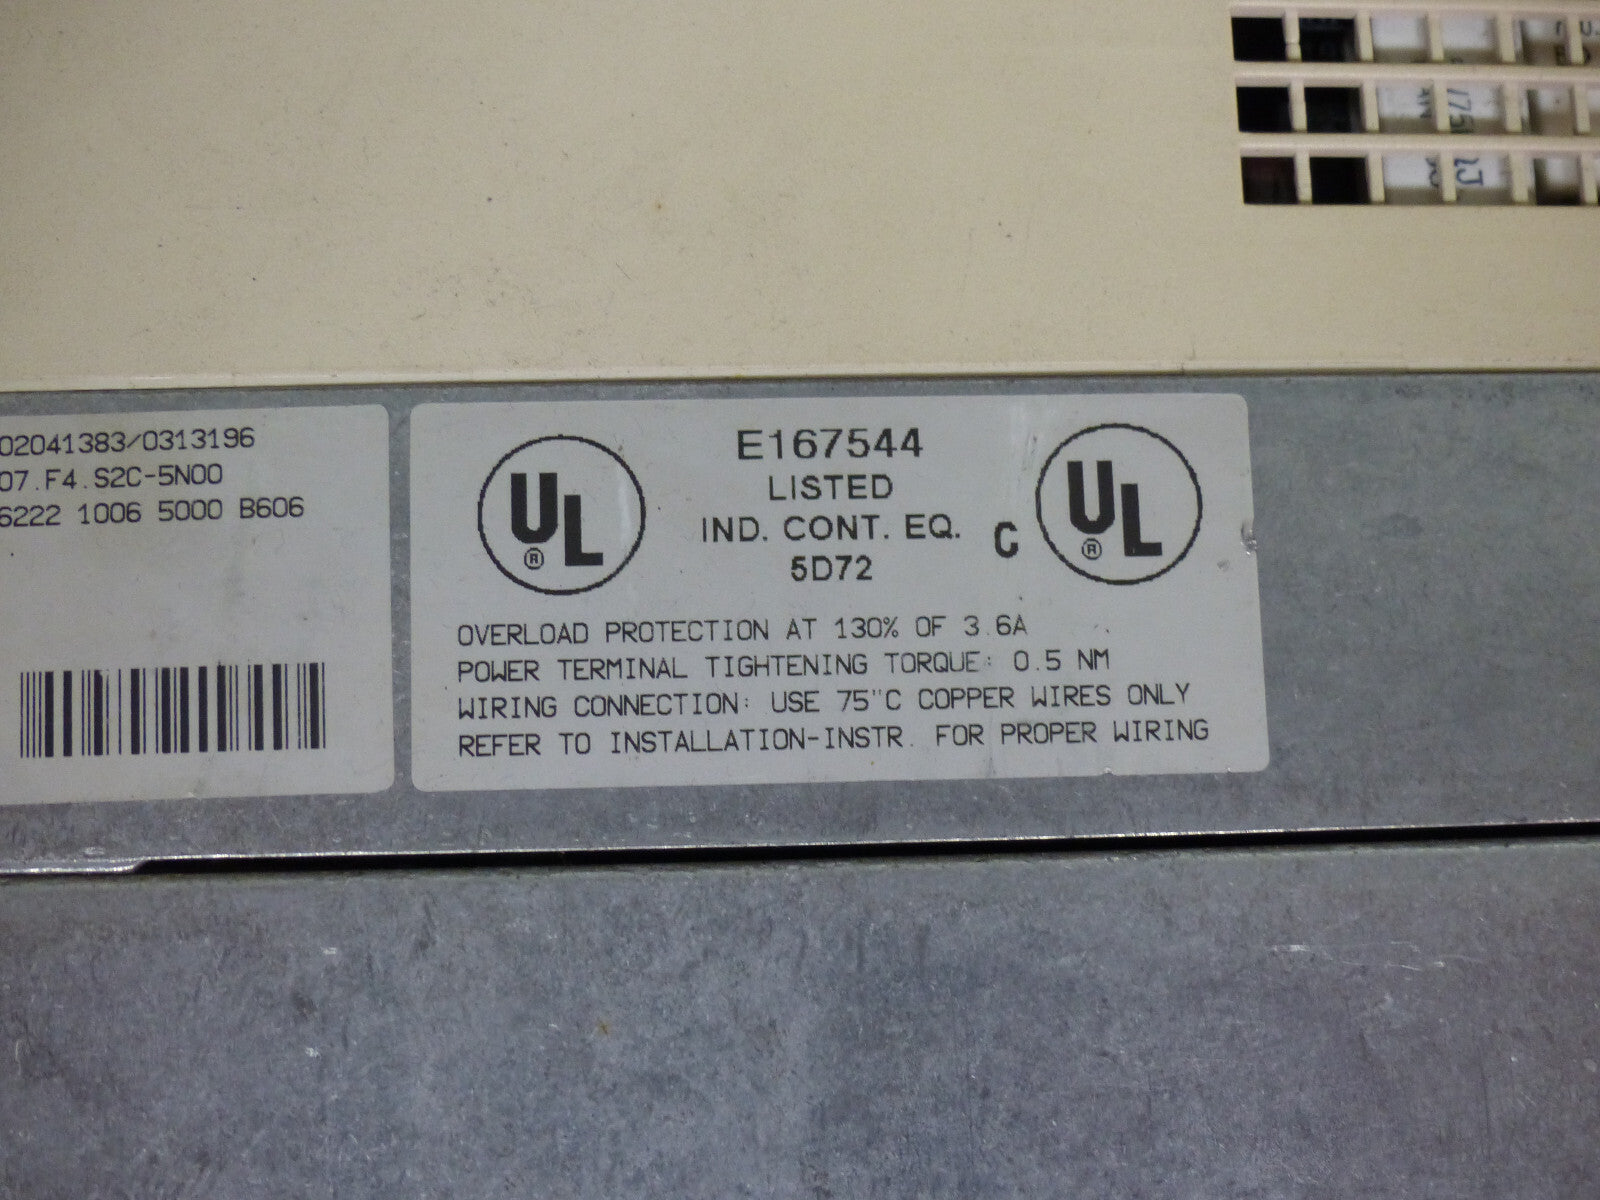 02041383/0313196
07.F4.S2C-5N00
6222 1006 5000 B606
UL
®
E167544
LISTED
IND. CONT. EQ.
5D72
C
UL
®
OVERLOAD PROTECTION AT 130% OF 3.6A
POWER TERMINAL TIGHTENING TORQUE: 0.5 NM
WIRING CONNECTION: USE 75"C COPPER WIRES ONLY
REFER TO INSTALLATION-INSTR. FOR PROPER WIRING